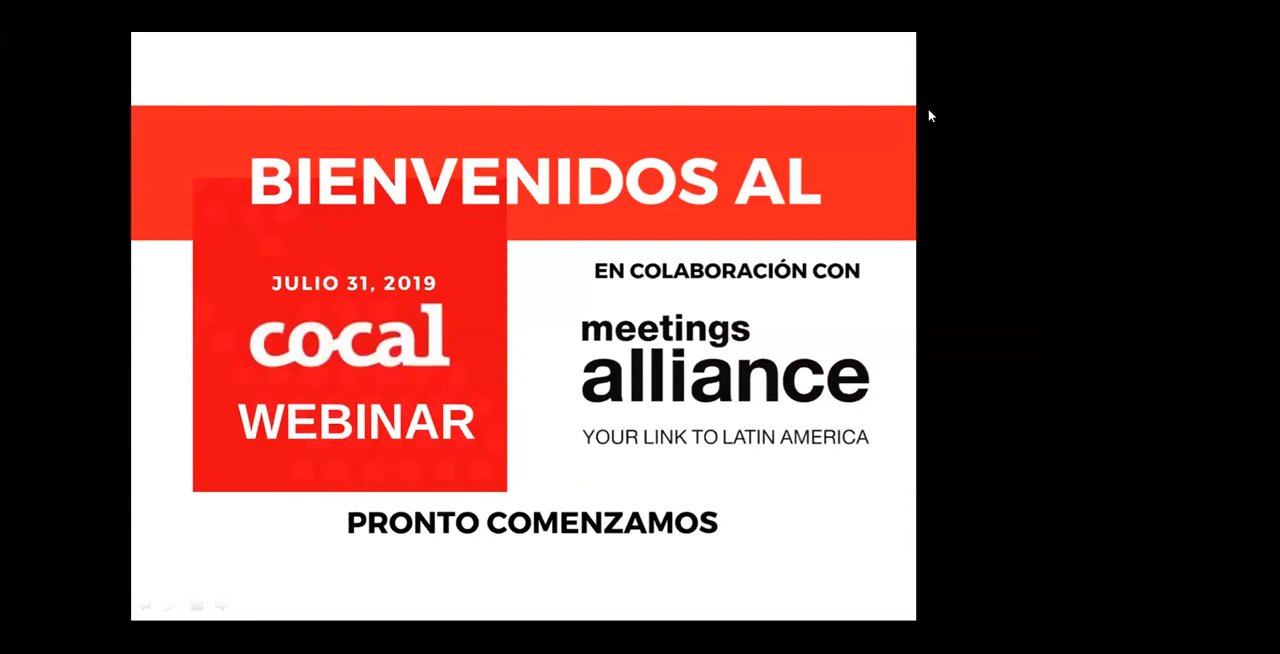 BIENVENIDOS AL
JULIO 31, 2019
cocal
WEBINAR
EN COLABORACIÓN CON
meetings
alliance
YOUR LINK TO LATIN AMERICA
PRONTO COMENZAMOS